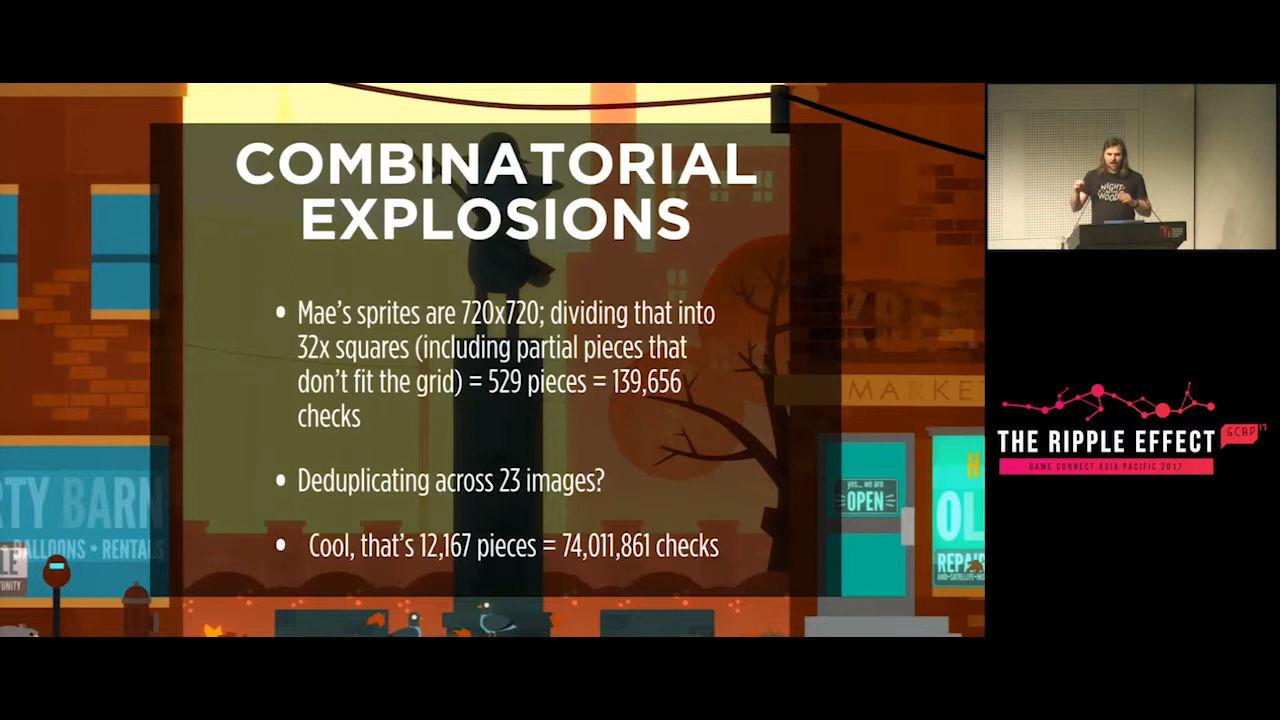 COMBINATORIAL
EXPLOSIONS
• Mae's sprites are 720x720; dividing that into
32x squares (including partial pieces that
don't fit the grid) = 529 pieces = 139,656
checks
• Deduplicating across 23 images?
• Cool, that's 12,167 pieces = 74,011,861 checks
RTY BARN
BALLOONS • RENTALS
MARKET
yes... we are
OPEN
OL
REPAI
NIGHT
WOODS
THE RIPPLE EFFECT
GCAP
GAME CONNECT ASIA PACIFIC 2017